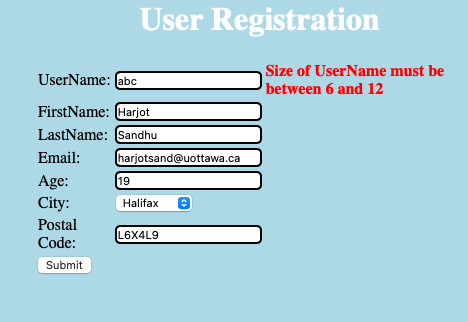 User Registration
UserName: abc Size of UserName must be
between 6 and 12
FirstName: Harjot
LastName: Sandhu
Email: harjotsand@uottawa.ca
Age: 19
City: Halifax
Postal
Code: L6X4L9
Submit